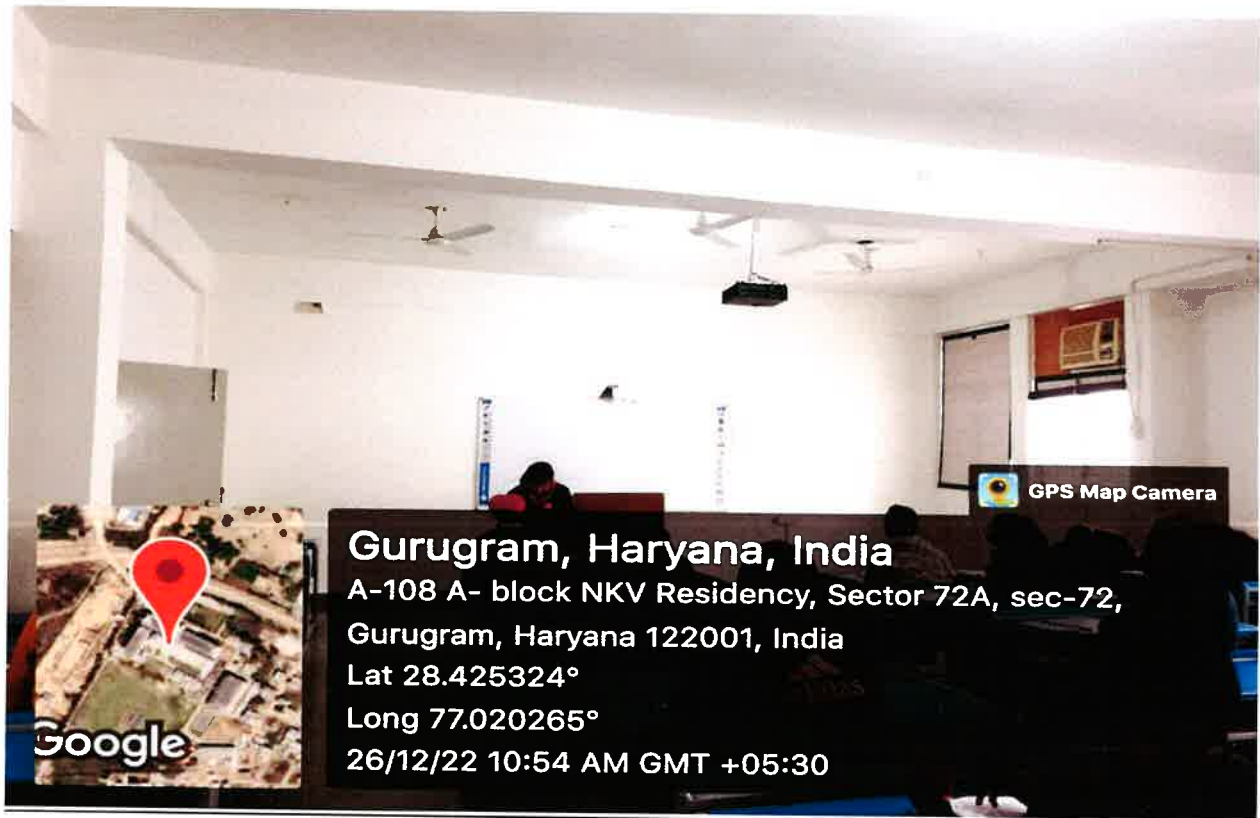 GPS Map Camera
Gurugram, Haryana, India
A-108 A- block NKV Residency, Sector 72A, sec-72,
Gurugram, Haryana 122001, India
Lat 28.425324°
Long 77.020265°
26/12/22 10:54 AM GMT +05:30
Google